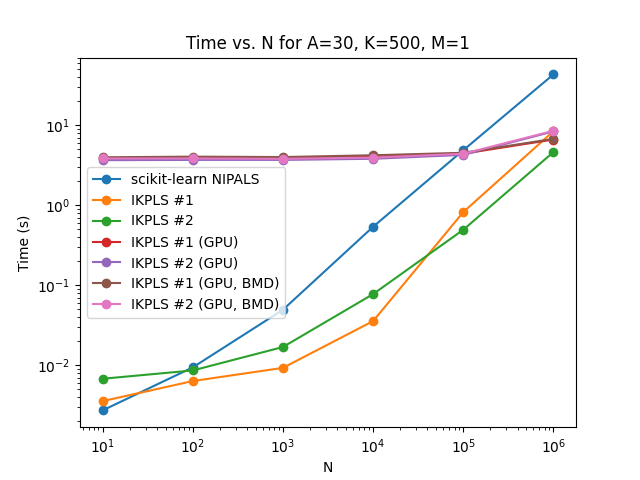 Time vs. N for A=30, K=500, M=1
Time (s)
10¹
10⁰
10⁻¹
10⁻²
scikit-learn NIPALS
IKPLS #1
IKPLS #2
IKPLS #1 (GPU)
IKPLS #2 (GPU)
IKPLS #1 (GPU, BMD)
IKPLS #2 (GPU, BMD)
10¹ 10² 10³ 10⁴ 10⁵ 10⁶
N